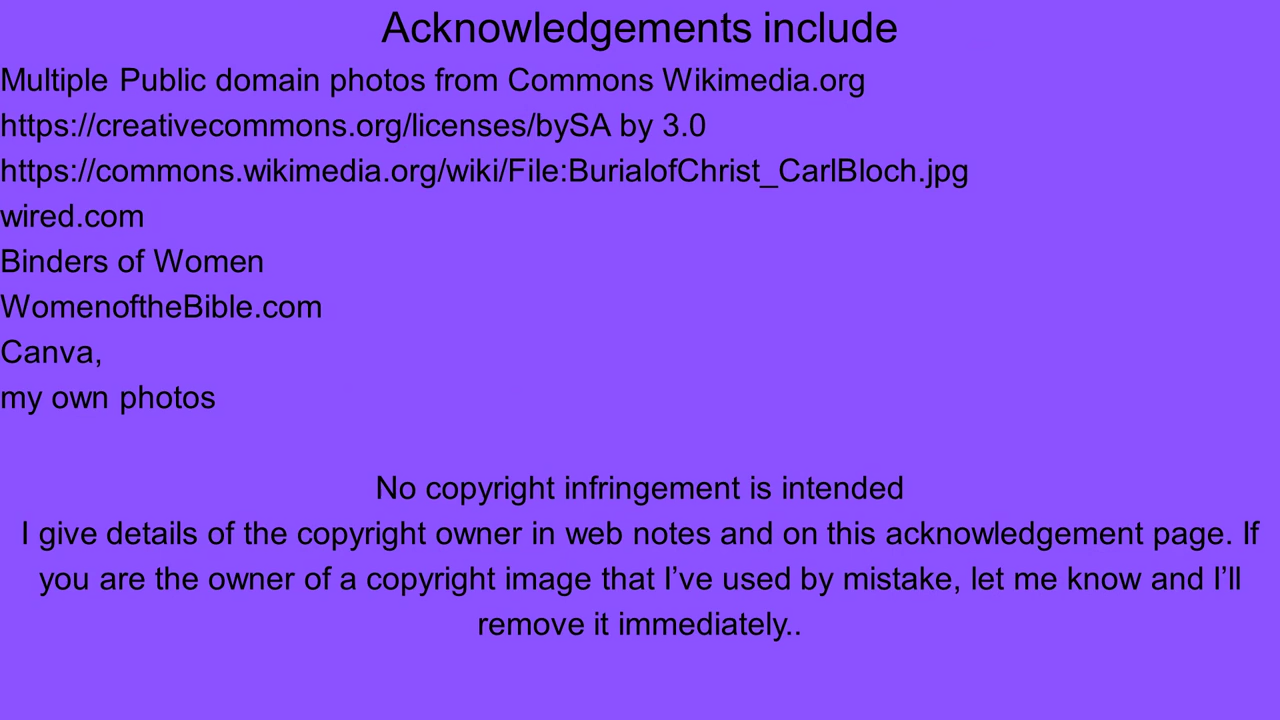 Acknowledgements include
Multiple Public domain photos from Commons Wikimedia.org
https://creativecommons.org/licenses/bySA by 3.0
https://commons.wikimedia.org/wiki/File:BurialofChrist_CarlBloch.jpg
wired.com
Binders of Women
WomenoftheBible.com
Canva,
my own photos
No copyright infringement is intended
I give details of the copyright owner in web notes and on this acknowledgement page. If
you are the owner of a copyright image that I’ve used by mistake, let me know and I’ll
remove it immediately..